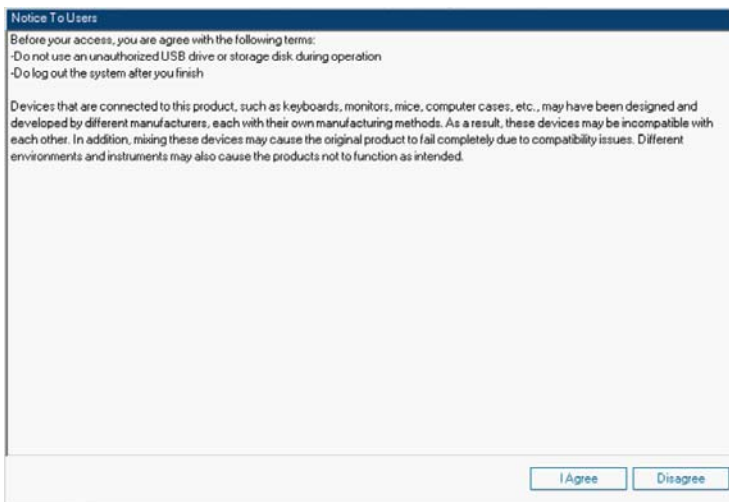 Notice To Users
Before your access, you are agree with the following terms:
-Do not use an unauthorized USB drive or storage disk during operation
-Do log out the system after you finish
Devices that are connected to this product, such as keyboards, monitors, mice, computer cases, etc., may have been designed and
developed by different manufacturers, each with their own manufacturing methods. As a result, these devices may be incompatible with
each other. In addition, mixing these devices may cause the original product to fail completely due to compatibility issues. Different
environments and instruments may also cause the products not to function as intended.
I Agree
Disagree